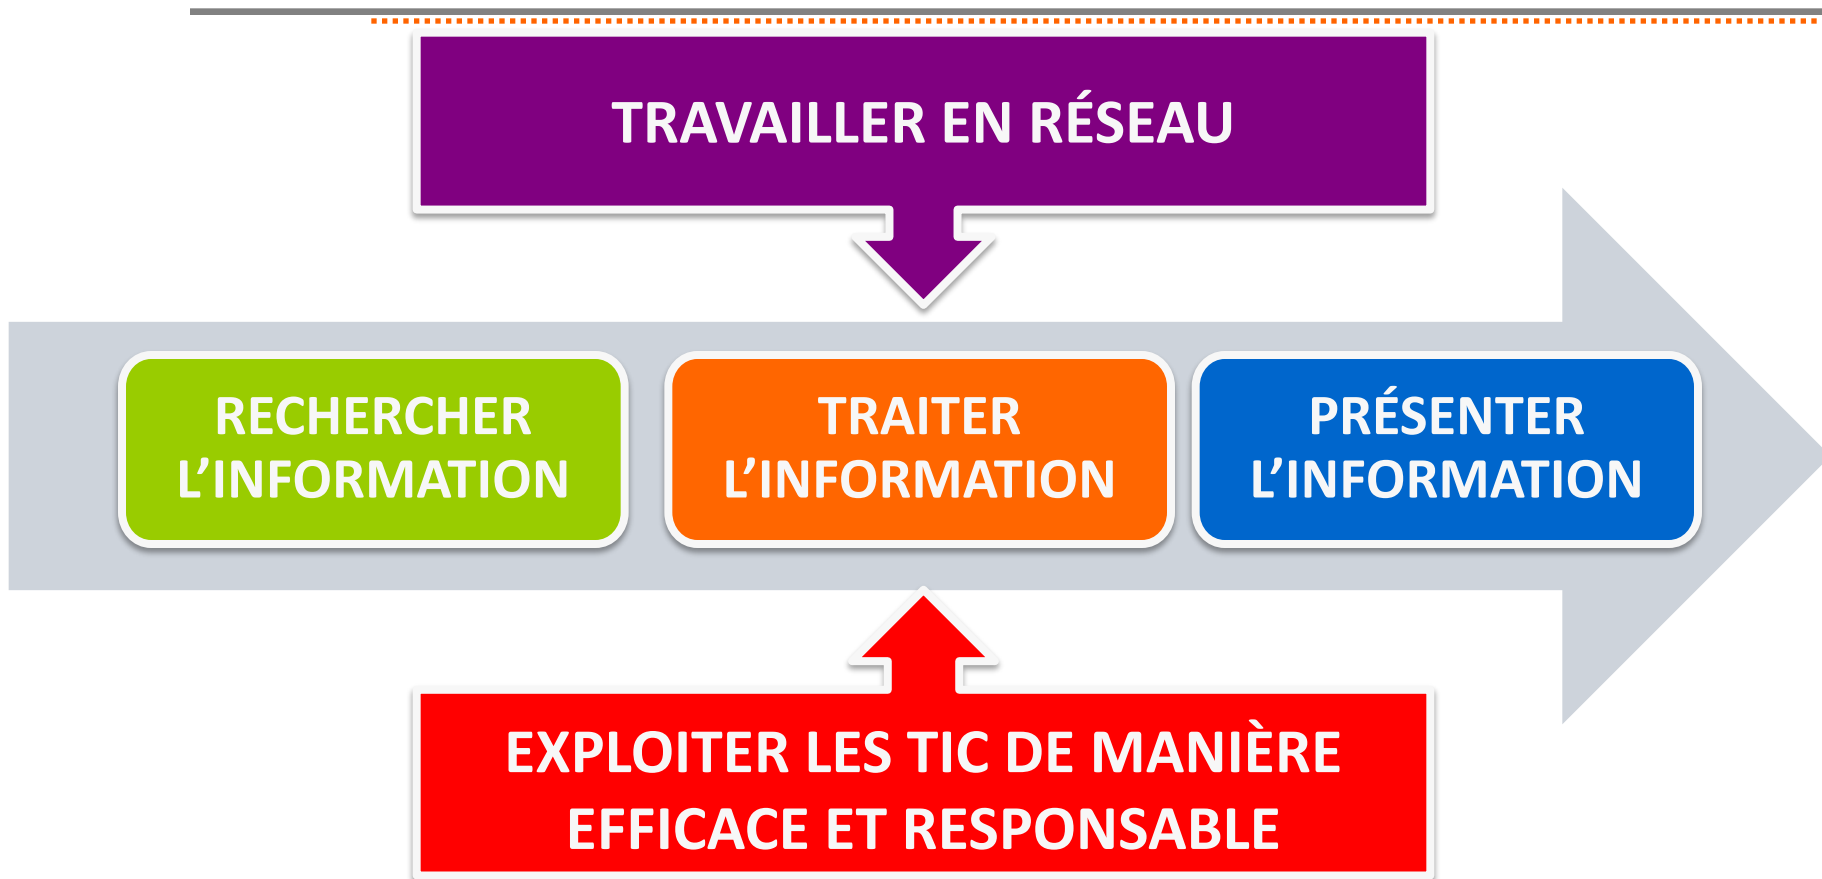 TRAVAILLER EN RÉSEAU
RECHERCHER
L’INFORMATION
TRAITER
L’INFORMATION
PRÉSENTER
L’INFORMATION
EXPLOITER LES TIC DE MANIÈRE
EFFICACE ET RESPONSABLE